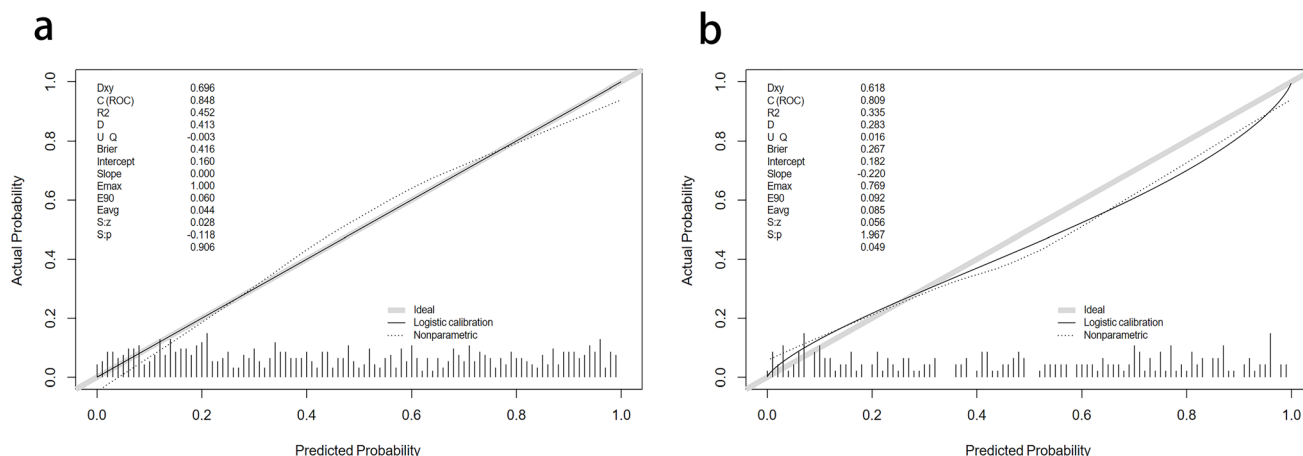 a
1.0
0.8
0.6
0.4
0.2
0.0
Actual Probability
Dxy 0.696
C (ROC) 0.848
R2 0.452
D 0.413
U Q -0.003
Brier 0.416
Intercept 0.160
Slope 0.000
Emax 1.000
E90 0.060
Eavg 0.044
S:z 0.028
S:p -0.118
0.906
Ideal
Logistic calibration
Nonparametric
0.0 0.2 0.4 0.6 0.8 1.0
Predicted Probability
b
1.0
0.8
0.6
0.4
0.2
0.0
Actual Probability
Dxy 0.618
C (ROC) 0.809
R2 0.335
D 0.283
U Q 0.016
Brier 0.267
Intercept 0.182
Slope -0.220
Emax 0.769
E90 0.092
Eavg 0.085
S:z 0.056
S:p 1.967
0.049
Ideal
Logistic calibration
Nonparametric
0.0 0.2 0.4 0.6 0.8 1.0
Predicted Probability